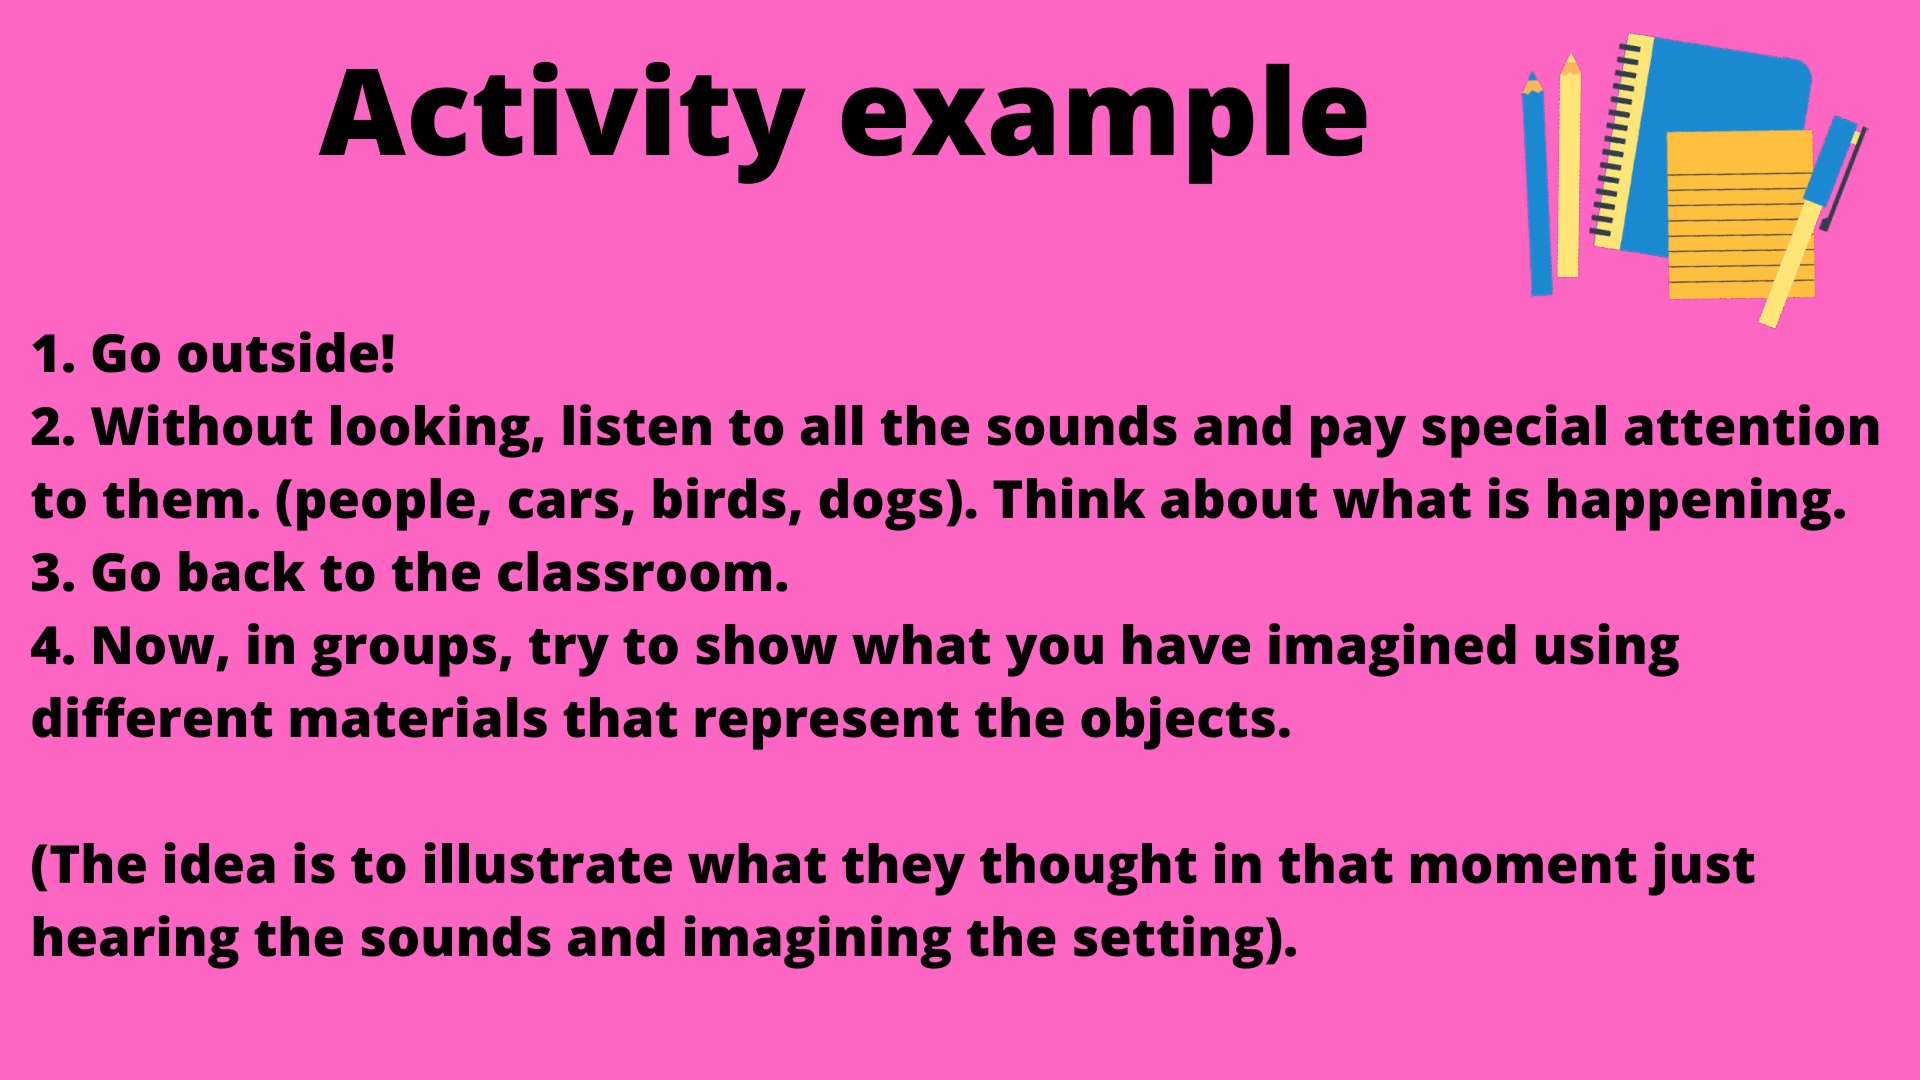 Activity example
1. Go outside!
2. Without looking, listen to all the sounds and pay special attention
to them. (people, cars, birds, dogs). Think about what is happening.
3. Go back to the classroom.
4. Now, in groups, try to show what you have imagined using
different materials that represent the objects.
(The idea is to illustrate what they thought in that moment just
hearing the sounds and imagining the setting).